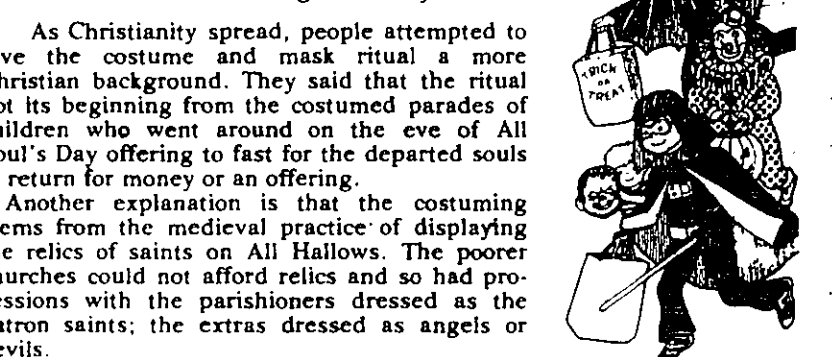 As Christianity spread, people attempted to
ve the costume and mask ritual a more
hristian background. They said that the ritual
ot its beginning from the costumed parades of
hildren who went around on the eve of All
oul's Day offering to fast for the departed souls
return for money or an offering.
Another explanation is that the costuming
ems from the medieval practice of displaying
e relics of saints on All Hallows. The poorer
hurches could not afford relics and so had pro-
essions with the parishioners dressed as the
atron saints; the extras dressed as angels or
evils.
TRICK
OR
TREAT